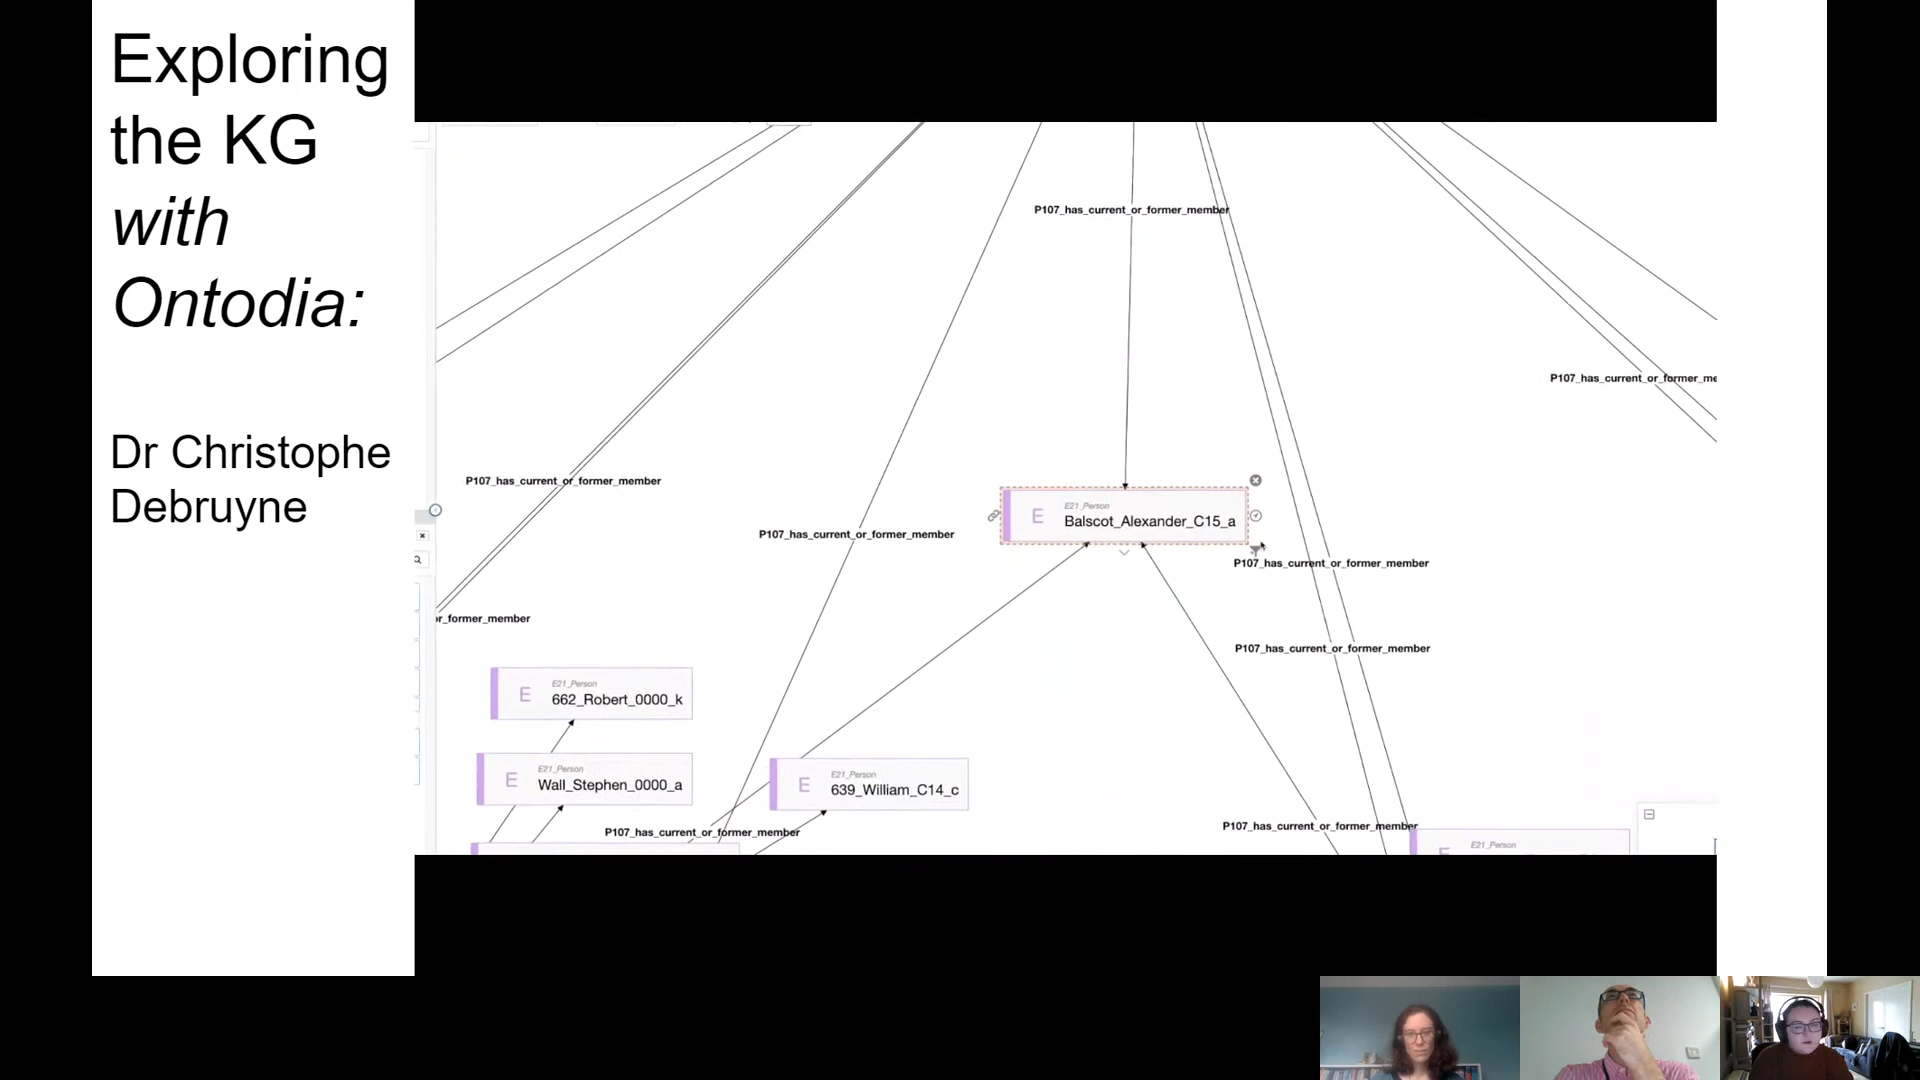 Exploring
the KG
with
Ontodia:
Dr Christophe
Debruyne
P107_has_current_or_former_member
P107_has_current_or_former_me
P107_has_current_or_former_member
E21_Person
E
Balscot_Alexander_C15_a
P107_has_current_or_former_member
P107_has_current_or_former_member
or_former_member
P107_has_current_or_former_member
E21_Person
E
662_Robert_0000_k
E21_Person
E
Wall_Stephen_0000_a
E21_Person
E
639_William_C14_c
P107_has_current_or_former_member
P107_has_current_or_former_member
E21_Person
E